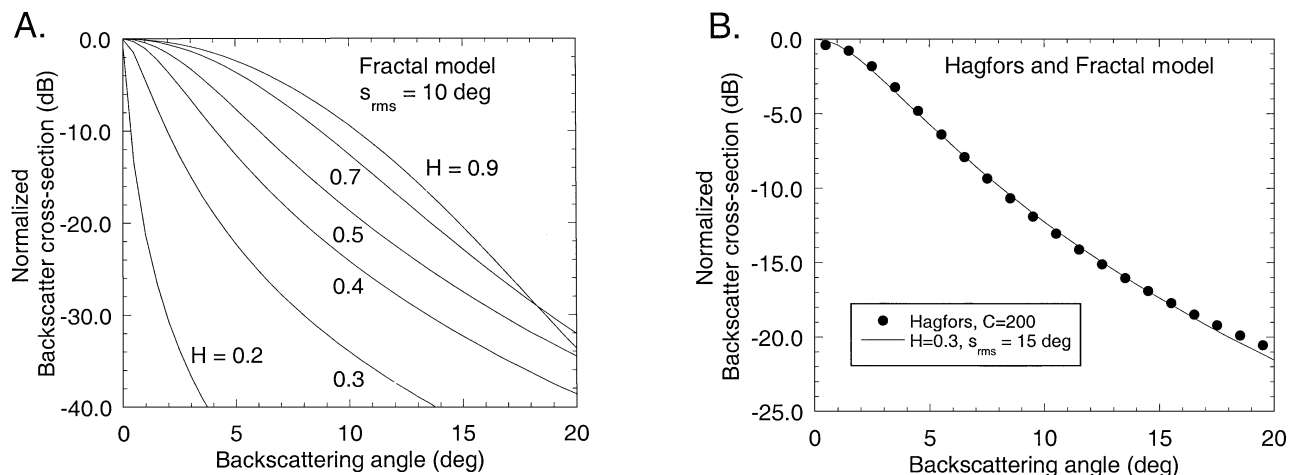 A.
Normalized
Backscatter cross-section (dB)
0.0
-10.0
-20.0
-30.0
-40.0
Fractal model
s_rms = 10 deg
H = 0.9
0.7
0.5
0.4
H = 0.2
0.3
0 5 10 15 20
Backscattering angle (deg)
B.
Normalized
Backscatter cross-section (dB)
0.0
-5.0
-10.0
-15.0
-20.0
-25.0
Hagfors and Fractal model
Hagfors, C=200
H=0.3, s_rms = 15 deg
0 5 10 15 20
Backscattering angle (deg)